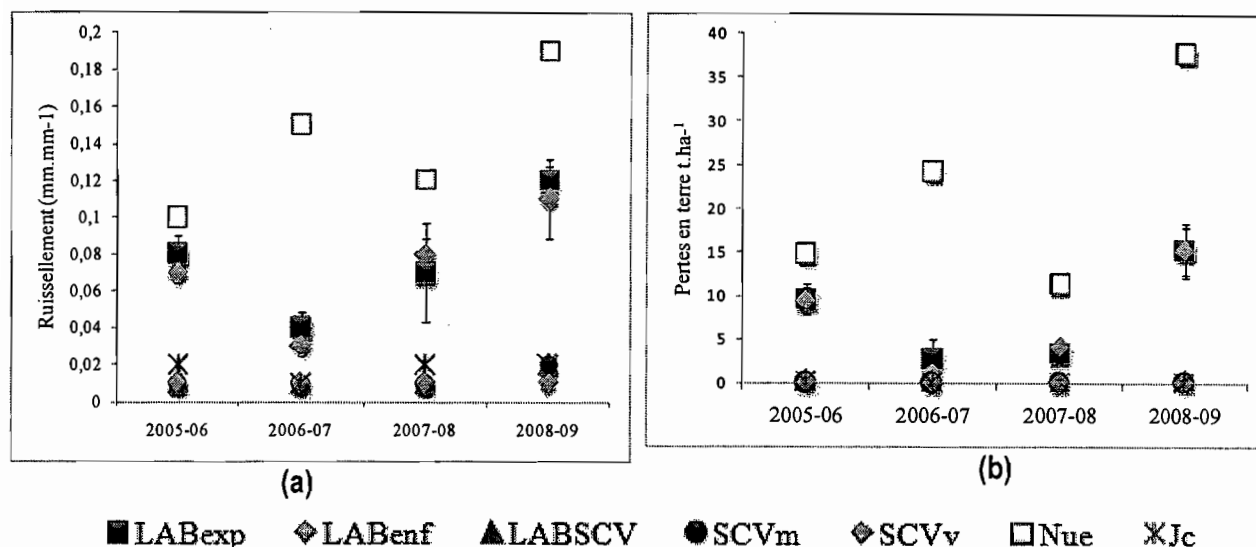 0,2
0,18
0,16
0,14
0,12
0,1
0,08
0,06
0,04
0,02
0
Ruissellement (mm.mm-1)
2005-06 2006-07 2007-08 2008-09
(a)
40
35
30
25
20
15
10
5
0
Pertes en terre t.ha-¹
2005-06 2006-07 2007-08 2008-09
(b)
LABexp LABenf LABSCV SCVm SCVv Nue Jc